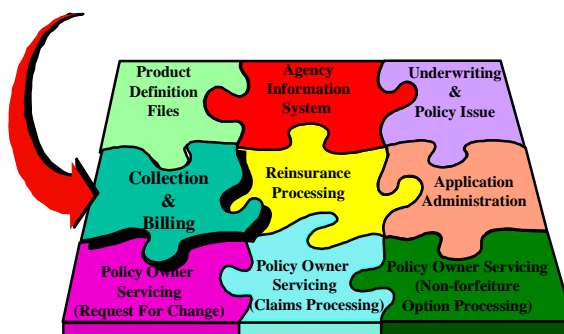 Product
Definition
Files
Agency
Information
System
Underwriting
&
Policy Issue
Collection
&
Billing
Reinsurance
Processing
Application
Administration
Policy Owner
Servicing
(Request For Change)
Policy Owner
Servicing
(Claims Processing)
Policy Owner Servicing
(Non-forfeiture
Option Processing)